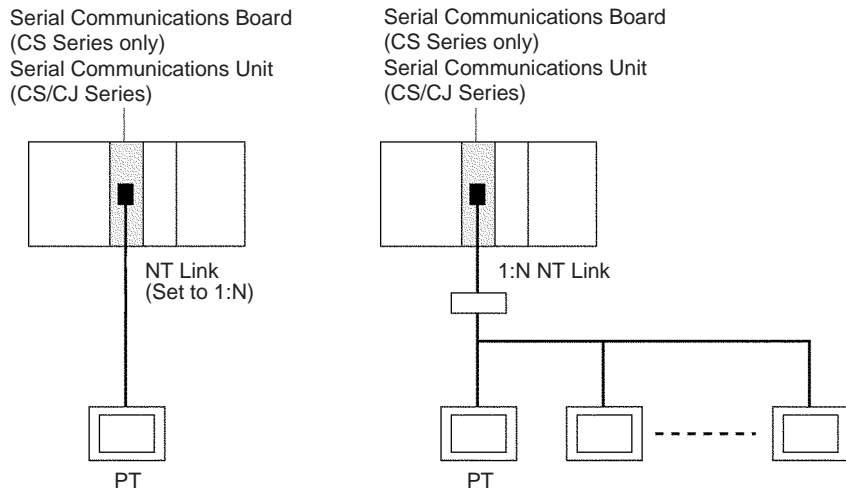 Serial Communications Board
(CS Series only)
Serial Communications Unit
(CS/CJ Series)
NT Link
(Set to 1:N)
PT
Serial Communications Board
(CS Series only)
Serial Communications Unit
(CS/CJ Series)
1:N NT Link
PT